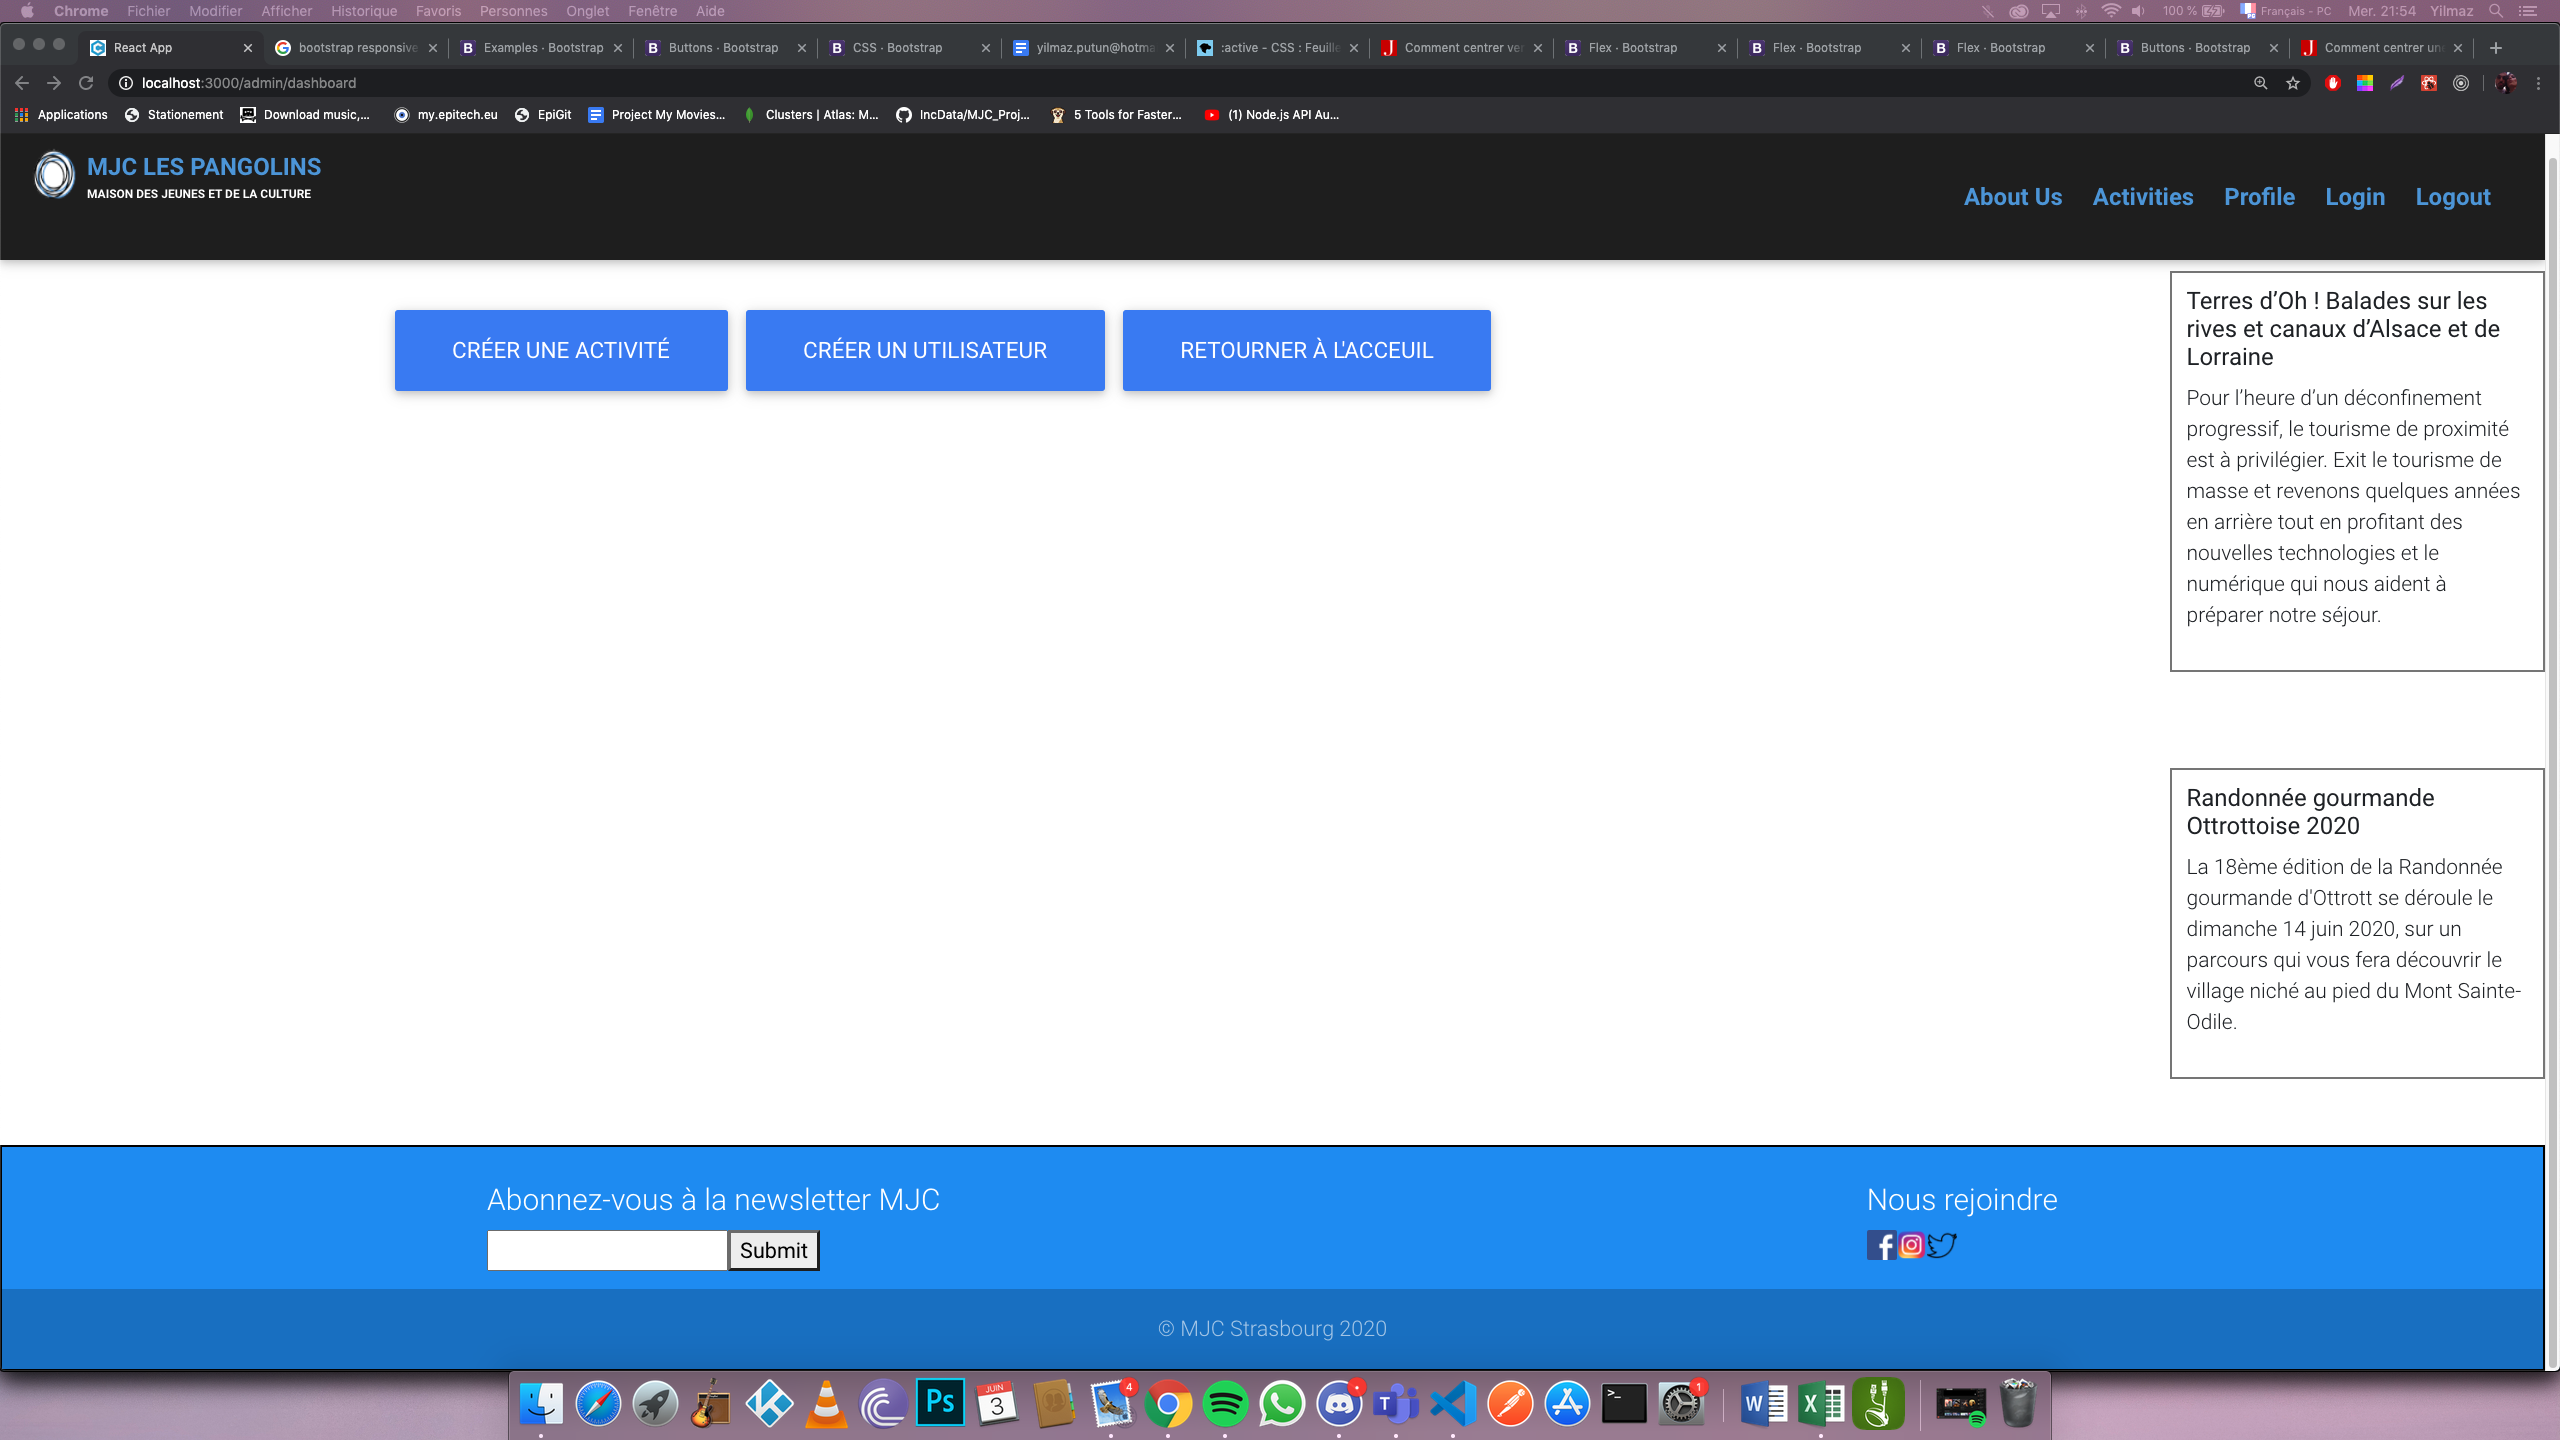 Chrome Fichier Modifier Afficher Historique Favoris Personnes Onglet Fenêtre Aide 100 % Français - PC Mer. 21:54 Yilmaz
React App bootstrap responsive Examples · Bootstrap Buttons · Bootstrap CSS · Bootstrap yilmaz.putun@hotma :active - CSS : Feuille Comment centrer ver Flex · Bootstrap Flex · Bootstrap Flex · Bootstrap Buttons · Bootstrap Comment centrer une
localhost:3000/admin/dashboard
Applications Stationement Download music,... my.epitech.eu EpiGit Project My Movies... Clusters | Atlas: M... IncData/MJC_Proj... 5 Tools for Faster... (1) Node.js API Au...
MJC LES PANGOLINS
MAISON DES JEUNES ET DE LA CULTURE
About Us Activities Profile Login Logout
CRÉER UNE ACTIVITÉ CRÉER UN UTILISATEUR RETOURNER À L'ACCEUIL
Terres d’Oh ! Balades sur les
rives et canaux d’Alsace et de
Lorraine
Pour l’heure d’un déconfinement
progressif, le tourisme de proximité
est à privilégier. Exit le tourisme de
masse et revenons quelques années
en arrière tout en profitant des
nouvelles technologies et le
numérique qui nous aident à
préparer notre séjour.
Randonnée gourmande
Ottrottoise 2020
La 18ème édition de la Randonnée
gourmande d'Ottrott se déroule le
dimanche 14 juin 2020, sur un
parcours qui vous fera découvrir le
village niché au pied du Mont Sainte-
Odile.
Abonnez-vous à la newsletter MJC
Submit
Nous rejoindre
© MJC Strasbourg 2020
Ps JUIN 3 4 T >_ 1 W X